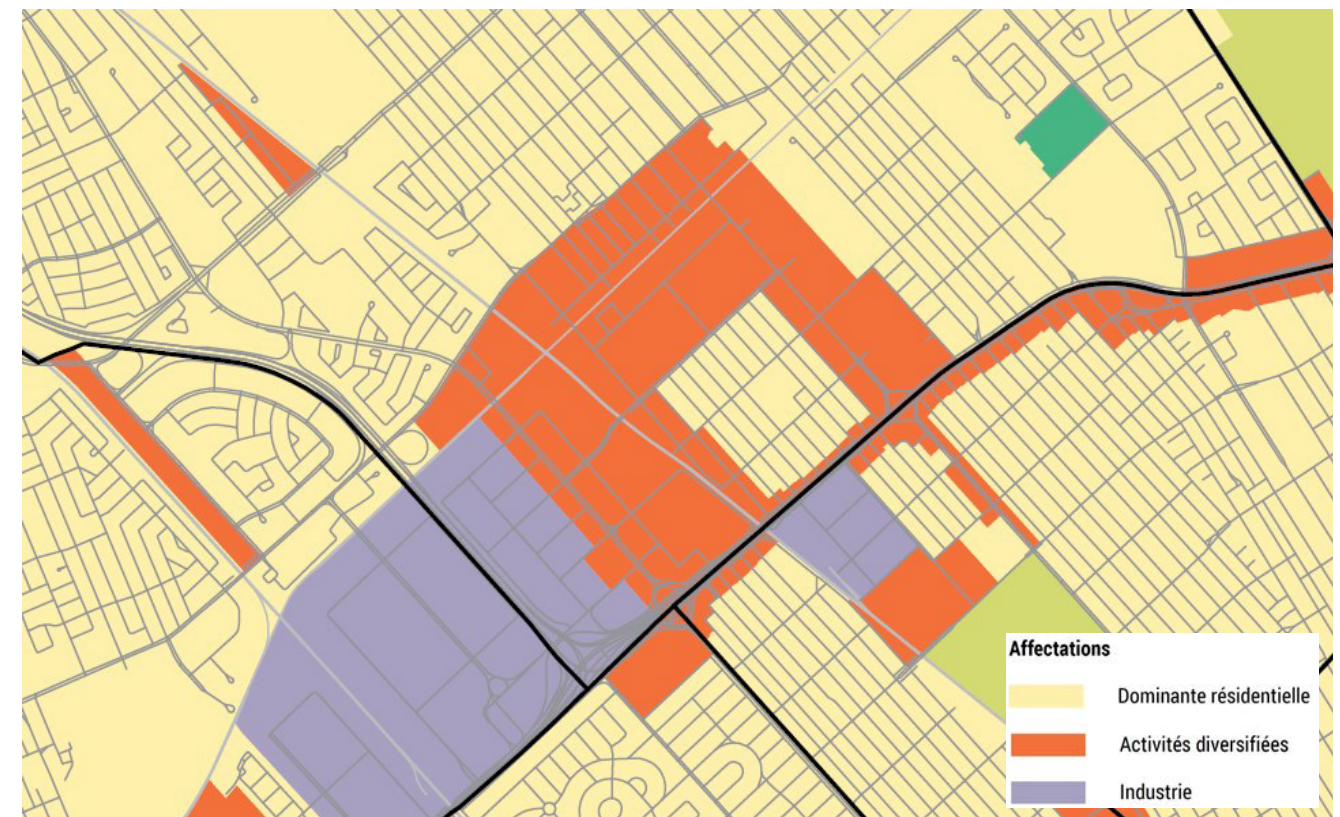 Affectations
Dominante résidentielle
Activités diversifiées
Industrie